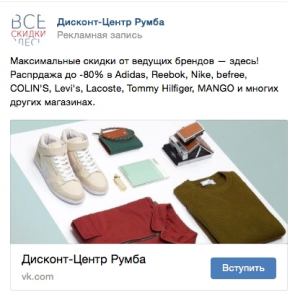 ВСЕ
СКИДКИ
ЗДЕСЬ
Дисконт-Центр Румба
Рекламная запись
Максимальные скидки от ведущих брендов — здесь!
Распрдажа до -80% в Adidas, Reebok, Nike, befree,
COLIN'S, Levi's, Lacoste, Tommy Hilfiger, MANGO и многих
других магазинах.
Дисконт-Центр Румба
vk.com
Вступить